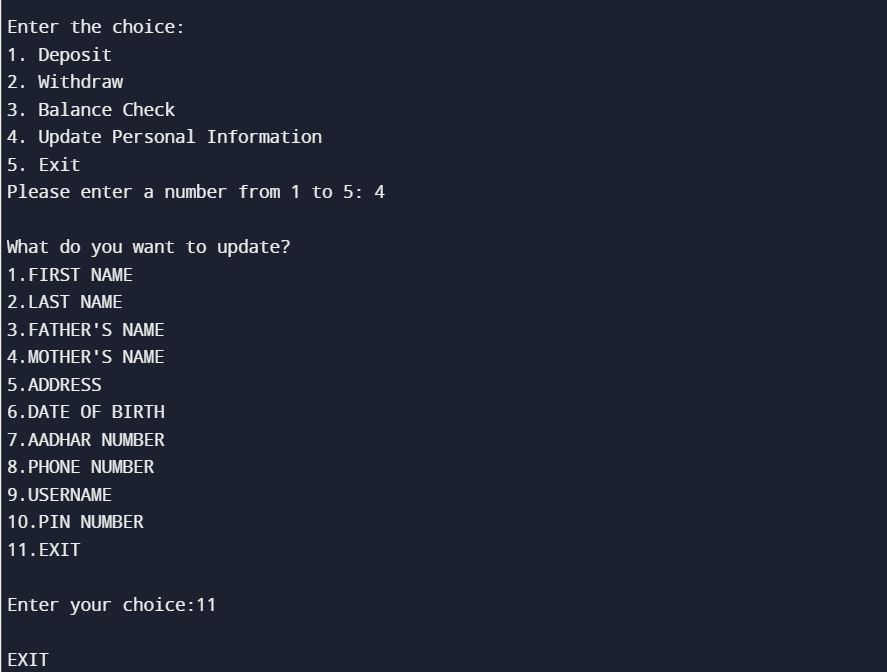 Enter the choice:
1. Deposit
2. Withdraw
3. Balance Check
4. Update Personal Information
5. Exit
Please enter a number from 1 to 5: 4
What do you want to update?
1.FIRST NAME
2.LAST NAME
3.FATHER'S NAME
4.MOTHER'S NAME
5.ADDRESS
6.DATE OF BIRTH
7.AADHAR NUMBER
8.PHONE NUMBER
9.USERNAME
10.PIN NUMBER
11.EXIT
Enter your choice:11
EXIT